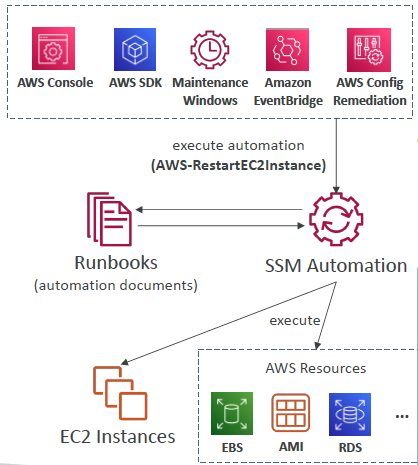 AWS Console
AWS SDK
Maintenance
Windows
Amazon
EventBridge
AWS Config
Remediation
execute automation
(AWS-RestartEC2Instance)
Runbooks
(automation documents)
SSM Automation
execute
EC2 Instances
AWS Resources
EBS
AMI
RDS
...